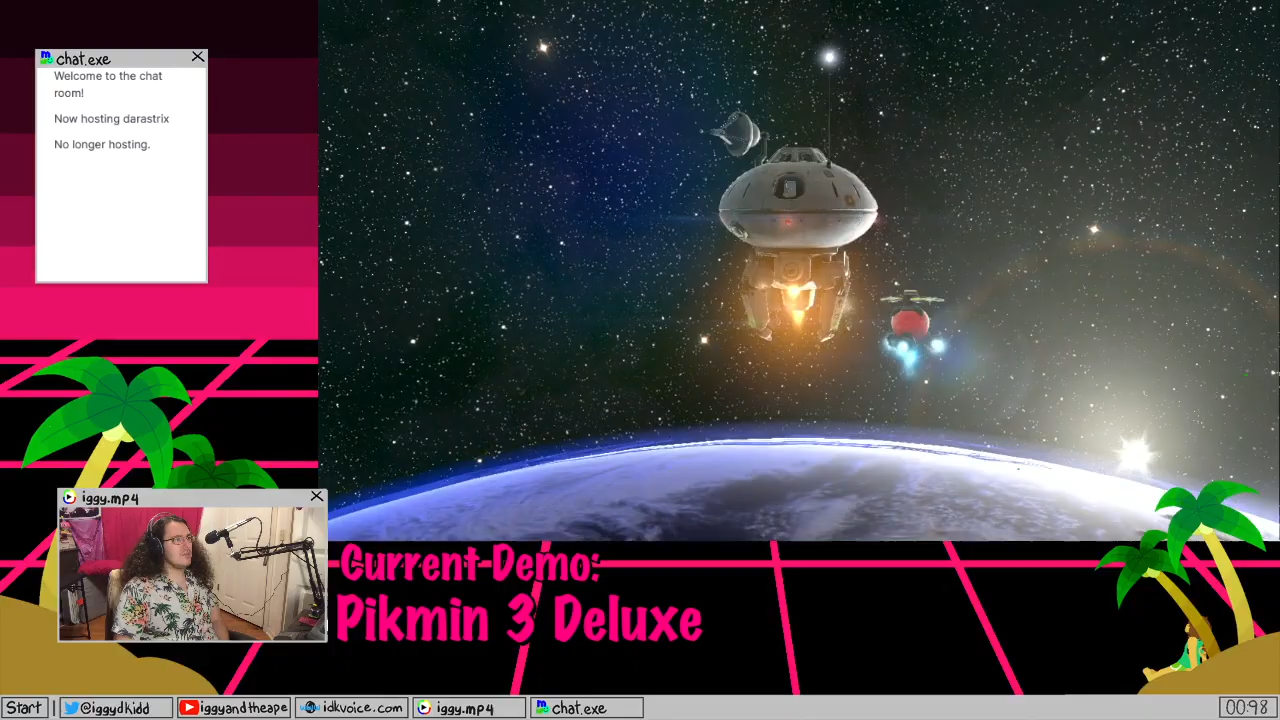 chat.exe
Welcome to the chat
room!
Now hosting darastrix
No longer hosting.
iggy.mp4
Current Demo:
Pikmin 3 Deluxe
Start | @iggydkidd iggyandtheape idkvoice.com iggy.mp4 chat.exe 00:98